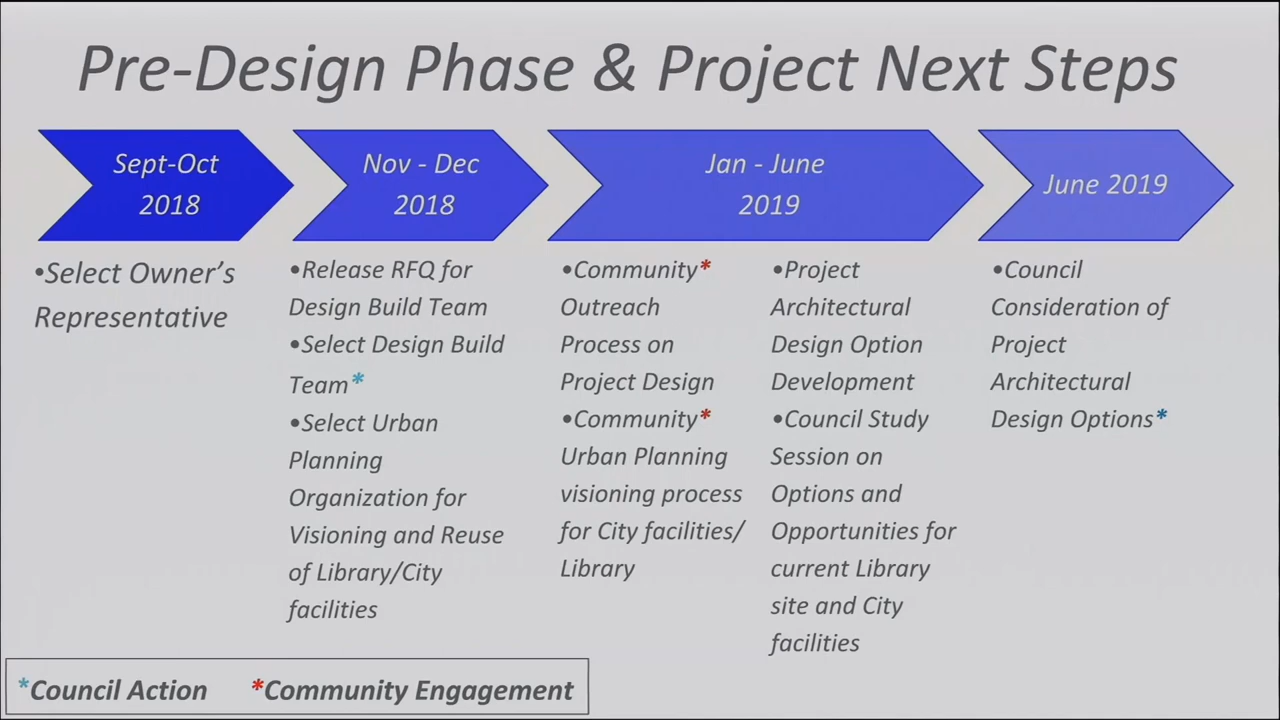 Pre-Design Phase & Project Next Steps
Sept-Oct
2018
•Select Owner's
Representative
Nov - Dec
2018
•Release RFQ for
Design Build Team
•Select Design Build
Team*
•Select Urban
Planning
Organization for
Visioning and Reuse
of Library/City
facilities
Jan - June
2019
•Community*
Outreach
Process on
Project Design
•Community*
Urban Planning
visioning process
for City facilities/
Library
•Project
Architectural
Design Option
Development
•Council Study
Session on
Options and
Opportunities for
current Library
site and City
facilities
June 2019
•Council
Consideration of
Project
Architectural
Design Options*
*Council Action *Community Engagement